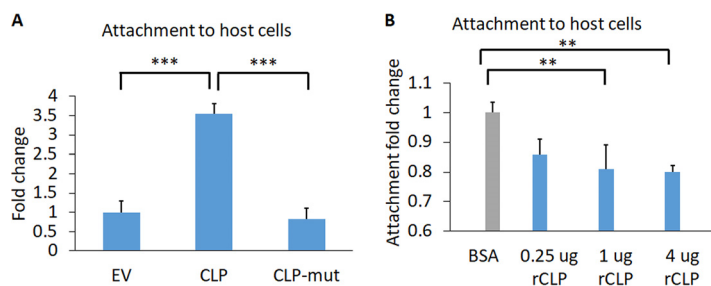 A
Attachment to host cells
***
***
Fold change
4
3.5
3
2.5
2
1.5
1
0.5
0
EV
CLP
CLP-mut
B
Attachment to host cells
**
**
Attachment fold change
1.1
1
0.9
0.8
0.7
0.6
BSA
0.25 ug
rCLP
1 ug
rCLP
4 ug
rCLP